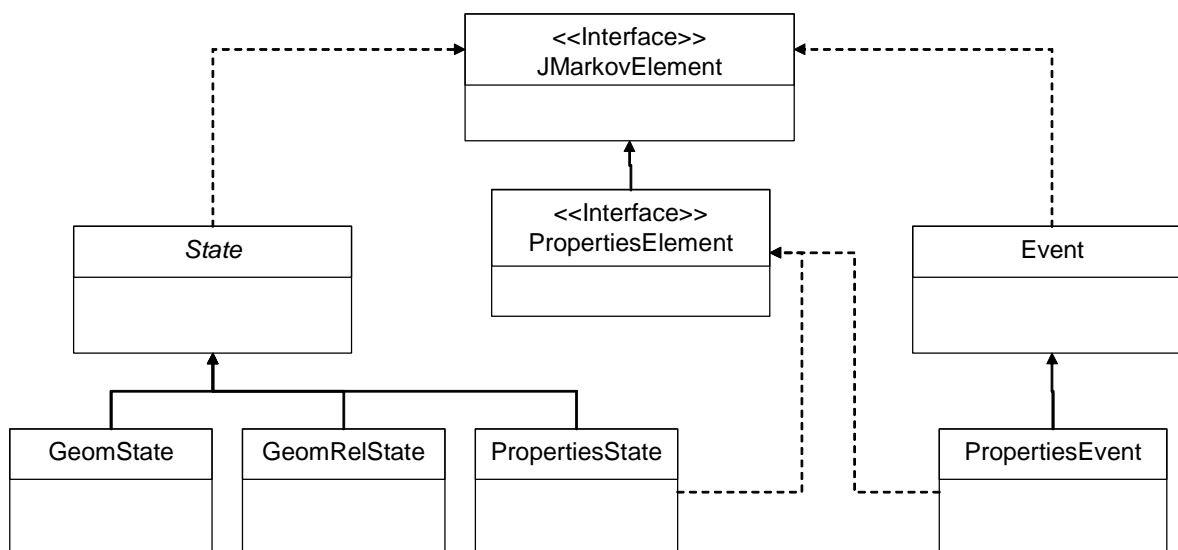 <<Interface>>
JMarkovElement
<<Interface>>
PropertiesElement
State
Event
GeomState
GeomRelState
PropertiesState
PropertiesEvent